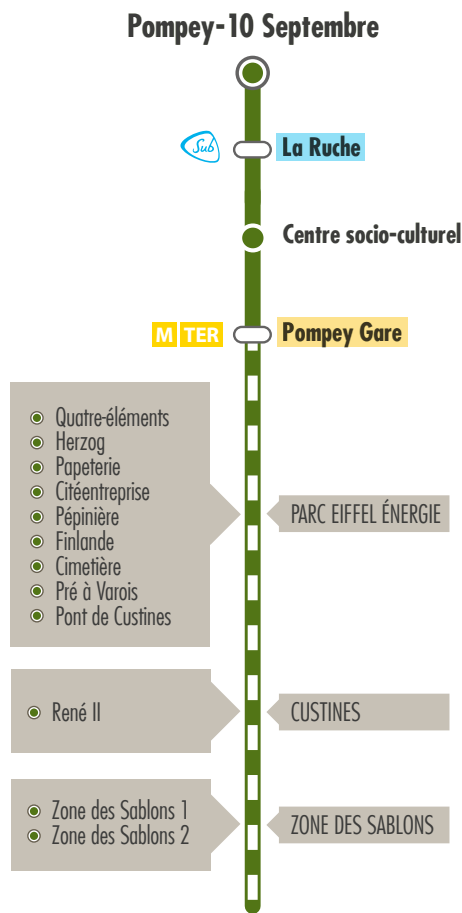 Pompey-10 Septembre
Sub
La Ruche
Centre socio-culturel
M TER
Pompey Gare
Quatre-éléments
Herzog
Papeterie
Citéentreprise
Pépinière
Finlande
Cimetière
Pré à Varois
Pont de Custines
PARC EIFFEL ÉNERGIE
René II
CUSTINES
Zone des Sablons 1
Zone des Sablons 2
ZONE DES SABLONS